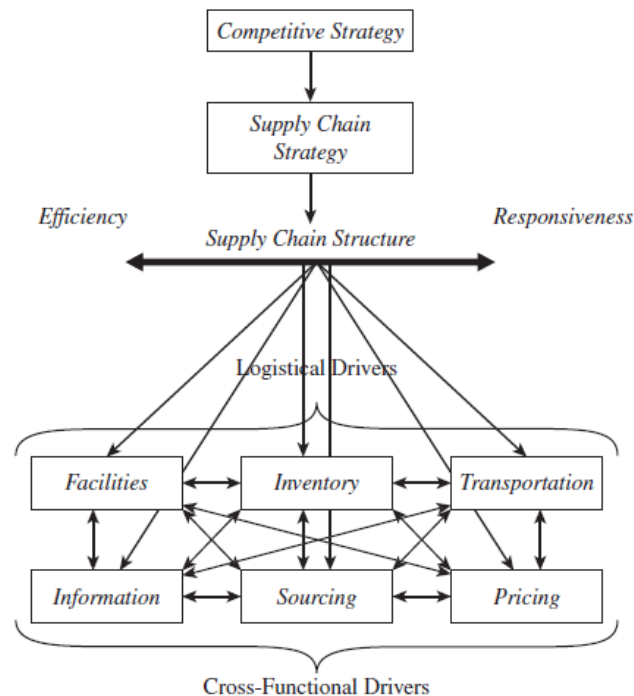 Competitive Strategy
Supply Chain
Strategy
Efficiency
Responsiveness
Supply Chain Structure
Logistical Drivers
Facilities
Inventory
Transportation
Information
Sourcing
Pricing
Cross-Functional Drivers